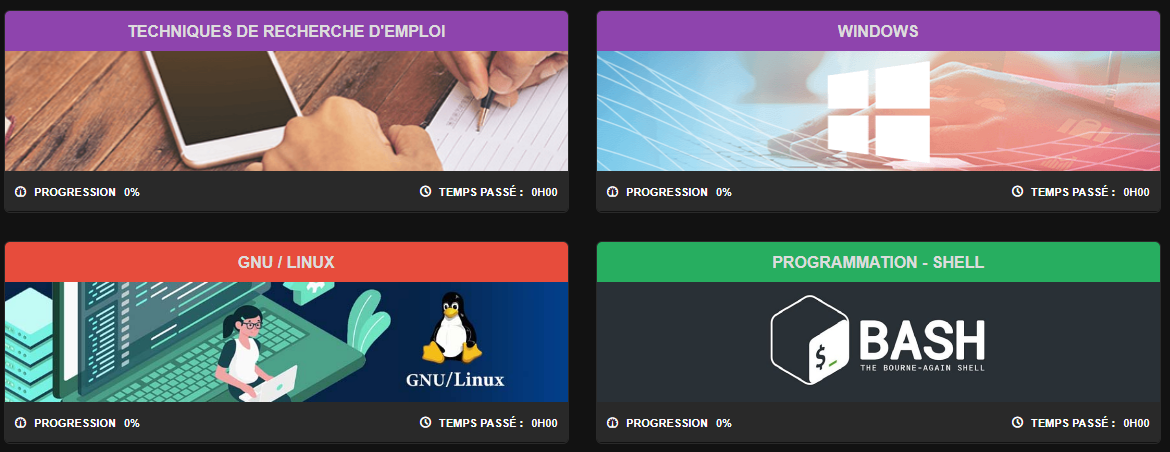 TECHNIQUES DE RECHERCHE D'EMPLOI
PROGRESSION 0%
TEMPS PASSÉ : 0H00
WINDOWS
PROGRESSION 0%
TEMPS PASSÉ : 0H00
GNU / LINUX
GNU/Linux
PROGRESSION 0%
TEMPS PASSÉ : 0H00
PROGRAMMATION - SHELL
$_
BASH
THE BOURNE-AGAIN SHELL
PROGRESSION 0%
TEMPS PASSÉ : 0H00